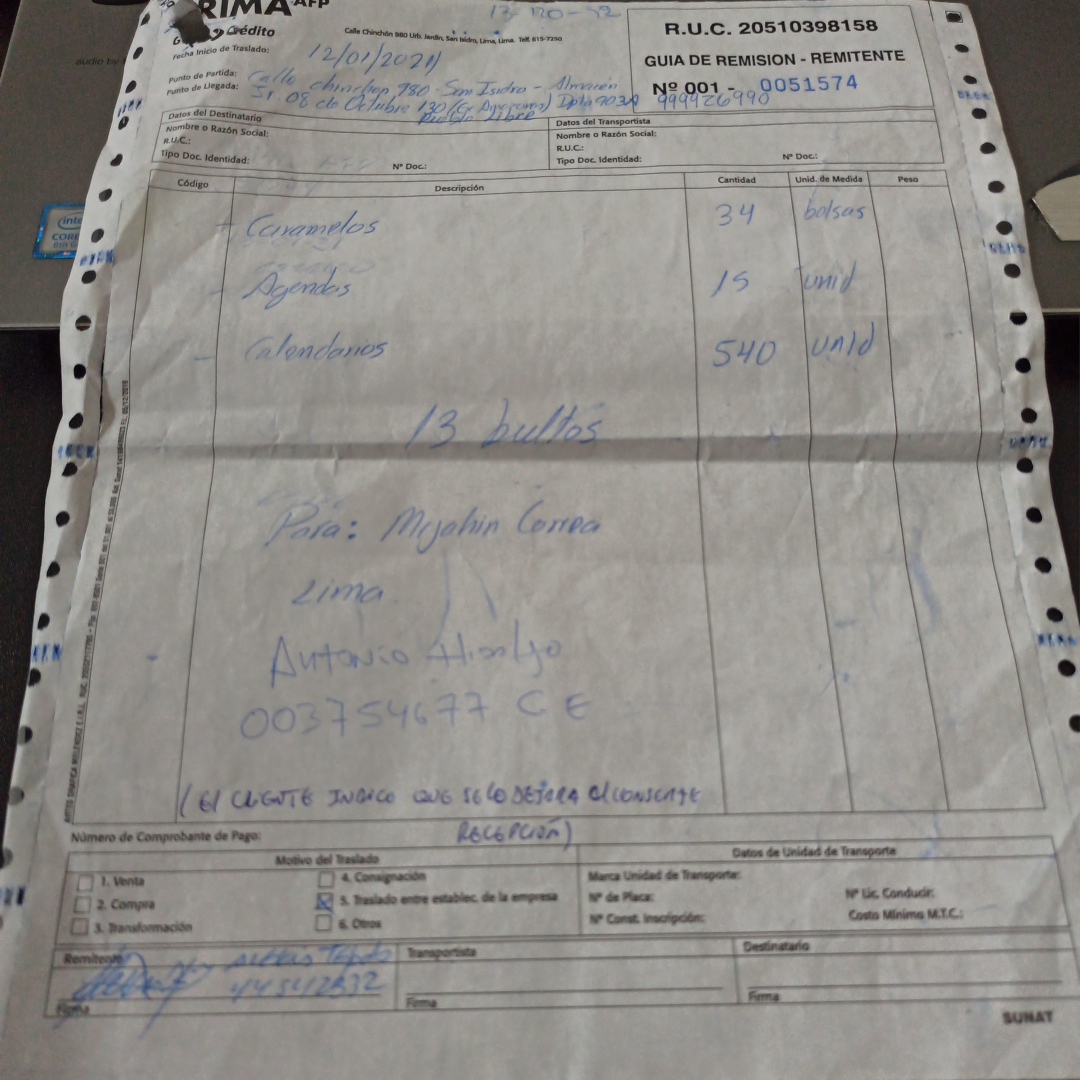 PRIMA AFP
Crédito
Calle Chinchón 980 Urb. Jardín, San Isidro, Lima, Lima. Telf. 615-7250
R.U.C. 20510398158
GUIA DE REMISION - REMITENTE
Nº 001 - 0051574
Fecha Inicio de Traslado: 12/01/2021
Punto de Partida: Calle chinchon 980 San Isidro - Almacén
Punto de Llegada: Jr. 08 de Octubre 130 Dpto 903A 999926990
Pueblo Libre
Datos del Destinatario
Nombre o Razón Social:
R.U.C.:
Tipo Doc. Identidad: Nº Doc.:
Datos del Transportista
Nombre o Razón Social:
R.U.C.:
Tipo Doc. Identidad: Nº Doc.:
Código Descripción Cantidad Unid. de Medida Peso
- Caramelos 34 bolsas
- Agendas 15 unid
- Calendarios 540 unid
13 bultos
Para: Correa
Lima
Antonio Hidalgo
003754677 CE
(El CLIENTE INDICO QUE SE LO DEJARA Al CONSERJE
RECEPCIÓN)
Número de Comprobante de Pago:
Motivo del Traslado
1. Venta
2. Compra
3. Transformación
4. Consignación
5. Traslado entre establec. de la empresa
6. Otros
Datos de Unidad de Transporte
Marca Unidad de Transporte:
Nº de Placa:
Nº Const. Inscripción:
Nº Lic. Conducir:
Costo Mínimo M.T.C.:
Remitente
Firma
Transportista
Firma
Destinatario
Firma
SUNAT